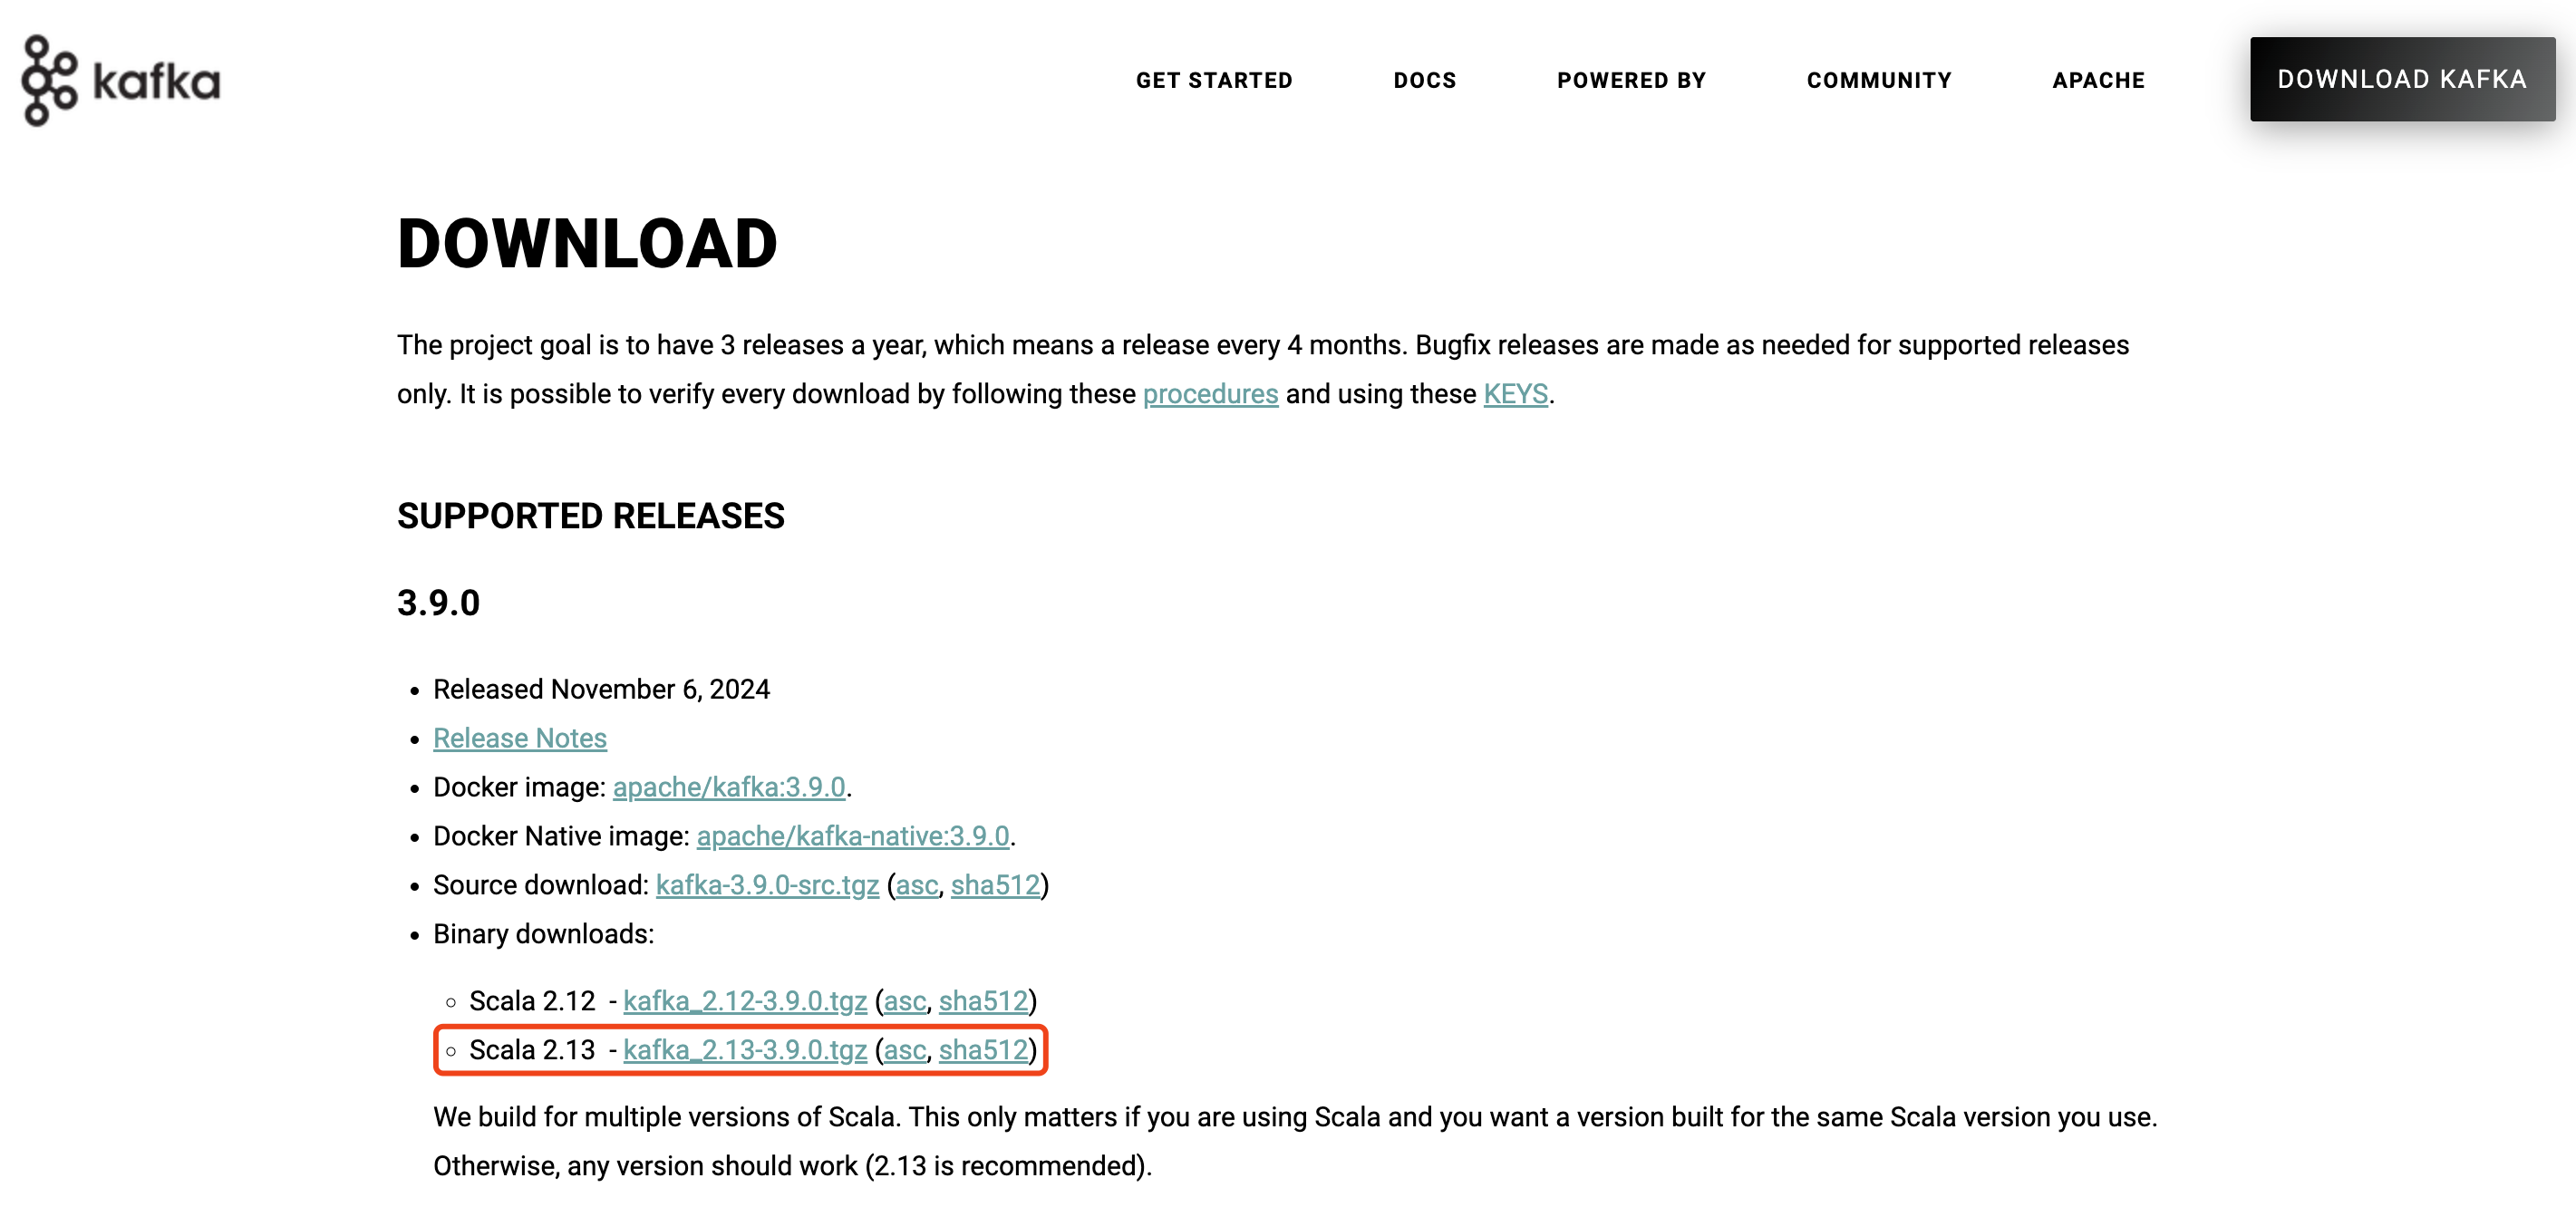 kafka
GET STARTED DOCS POWERED BY COMMUNITY APACHE DOWNLOAD KAFKA
DOWNLOAD
The project goal is to have 3 releases a year, which means a release every 4 months. Bugfix releases are made as needed for supported releases
only. It is possible to verify every download by following these procedures and using these KEYS.
SUPPORTED RELEASES
3.9.0
• Released November 6, 2024
• Release Notes
• Docker image: apache/kafka:3.9.0.
• Docker Native image: apache/kafka-native:3.9.0.
• Source download: kafka-3.9.0-src.tgz (asc, sha512)
• Binary downloads:
◦ Scala 2.12 - kafka_2.12-3.9.0.tgz (asc, sha512)
◦ Scala 2.13 - kafka_2.13-3.9.0.tgz (asc, sha512)
We build for multiple versions of Scala. This only matters if you are using Scala and you want a version built for the same Scala version you use.
Otherwise, any version should work (2.13 is recommended).